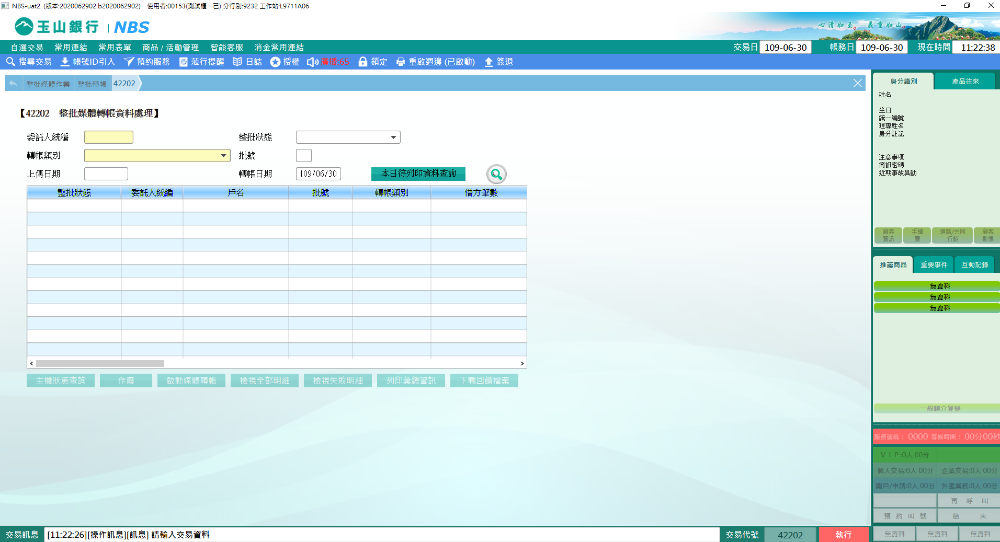 NBS-uat2 (版本:2020062902.b2020062902) 使用者:00153(測試櫃一己) 分行別:9232 工作站:L9711A06
玉山銀行 | NBS
心清如玉 義重如山
自選交易 常用連結 常用表單 商品 / 活動管理 智能客服 消金常用連結 交易日 109-06-30 帳務日 109-06-30 現在時間 11:22:38
搜尋交易 帳號ID引入 預約服務 蒞行提醒 日誌 授權 廣播:65 鎖定 重啟週邊 (已啟動) 簽退
整批媒體作業 整批轉帳 42202
【42202 整批媒體轉帳資料處理】
委託人統編 整批狀態
轉帳類別 批號
上傳日期 轉帳日期 109/06/30 本日待列印資料查詢
整批狀態 委託人統編 戶名 批號 轉帳類別 借方筆數
主機狀態查詢 作廢 啟動媒體轉帳 檢視全部明細 檢視失敗明細 列印彙總資訊 下載回饋檔案
身分識別 產品往來
姓名
生日
統一編號
理專姓名
身分註記
注意事項
簡訊密碼
近期事故異動
顧客資訊 手續費 通路/共同行銷 顧客影像
推薦商品 重要事件 互動記錄
無資料
無資料
無資料
一般轉介登錄
服務號碼： 0000 等候時間： 00分00秒
ＶＩＰ:0人 00分
個人交易:0人 00分 企業交易:0人 00分
開戶/申請:0人 00分 外匯業務:0人 00分
再 呼 叫
預 約 叫 號 結 束
無資料 無資料 無資料
交易訊息 [11:22:26][操作訊息][訊息] 請輸入交易資料 交易代號 42202 執行